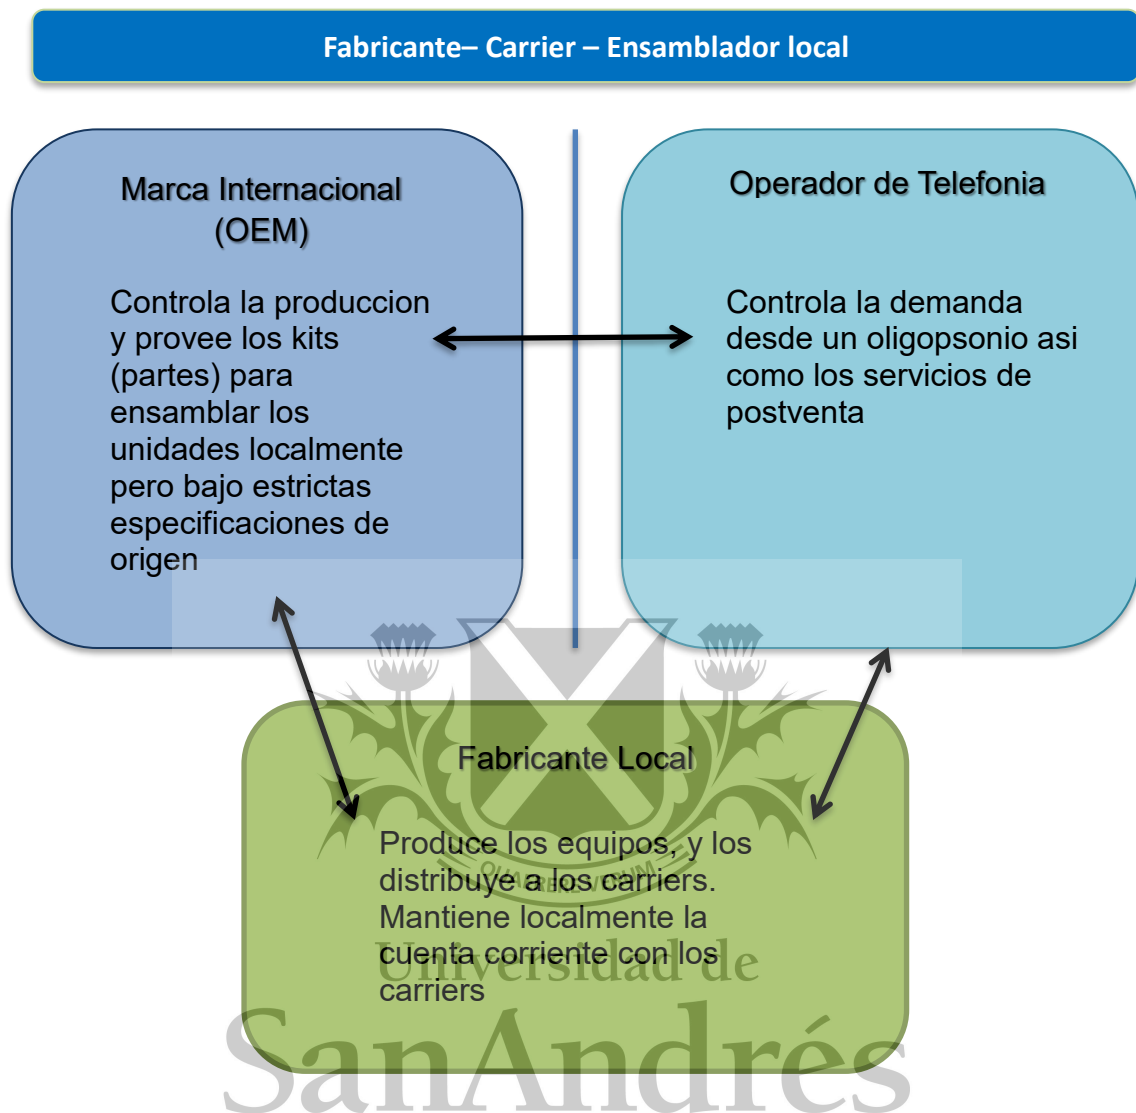 Fabricante– Carrier – Ensamblador local
Marca Internacional
(OEM)
Controla la produccion
y provee los kits
(partes) para
ensamblar los
unidades localmente
pero bajo estrictas
especificaciones de
origen
Operador de Telefonia
Controla la demanda
desde un oligopsonio asi
como los servicios de
postventa
Fabricante Local
Produce los equipos, y los
distribuye a los carriers.
Mantiene localmente la
cuenta corriente con los
carriers
QUAERERE VERUM
Universidad de
SanAndrés